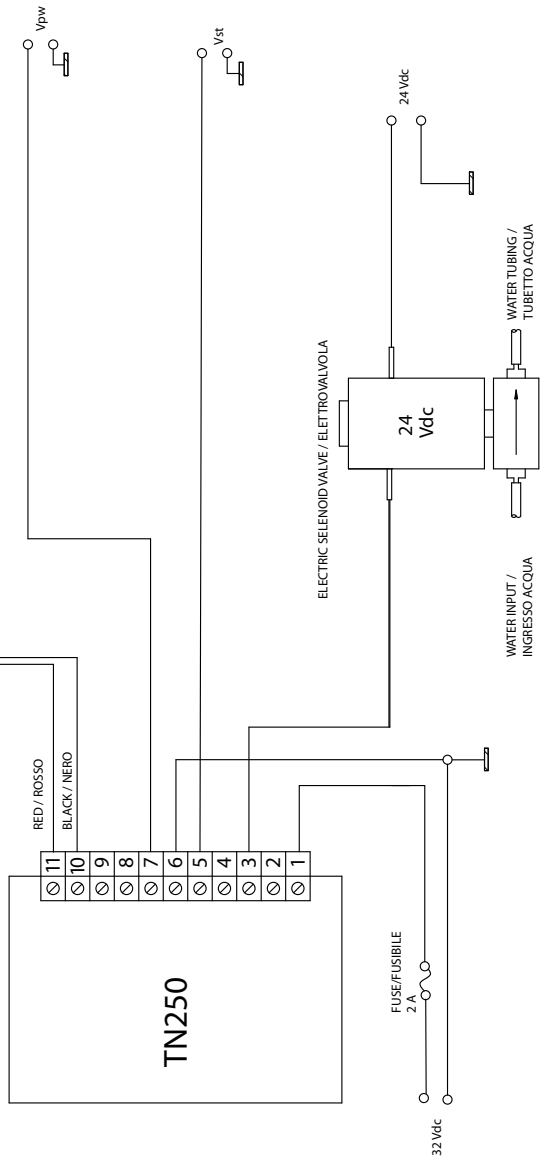 Vpw
Vst
24 Vdc
WATER TUBING /
TUBETTO ACQUA
ELECTRIC SELENOID VALVE / ELETTROVALVOLA
24
Vdc
WATER INPUT /
INGRESSO ACQUA
RED / ROSSO
BLACK / NERO
11
10
9
8
7
6
5
4
3
2
1
TN250
FUSE/FUSIBILE
2 A
32 Vdc